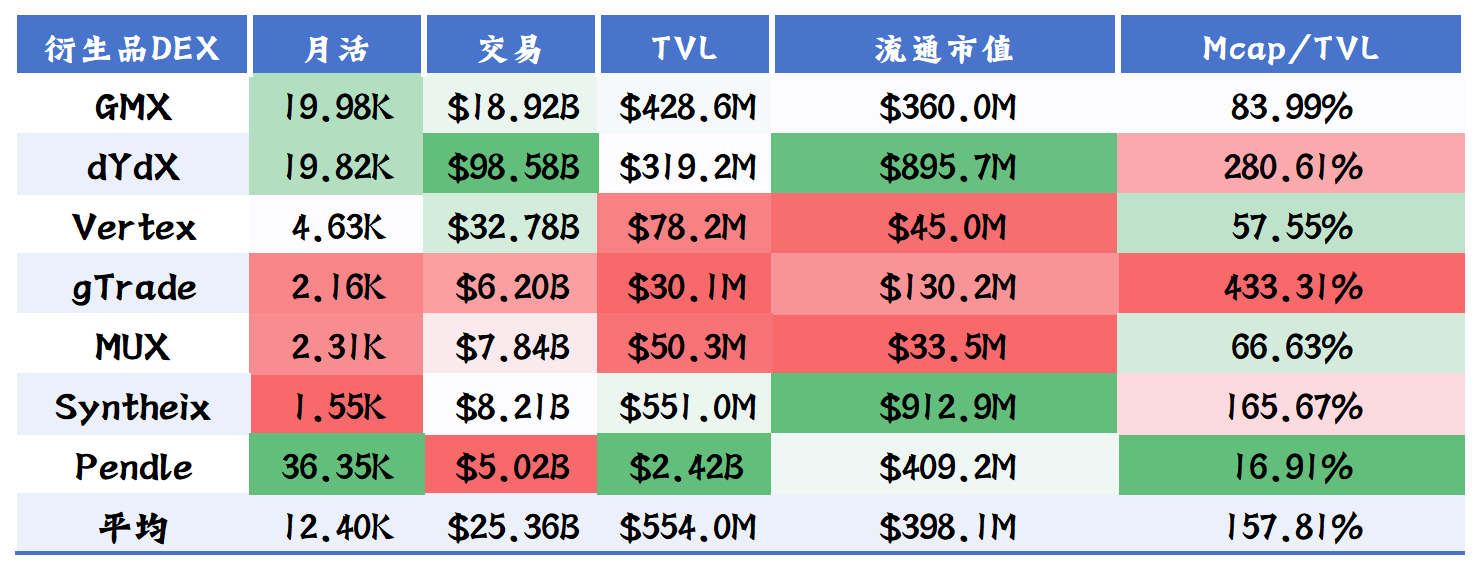 衍生品DEX 月活 交易 TVL 流通市值 Mcap/TVL
GMX 19.98K $18.92B $428.6M $360.0M 83.99%
dYdX 19.82K $98.58B $319.2M $895.7M 280.61%
Vertex 4.63K $32.78B $78.2M $45.0M 57.55%
gTrade 2.16K $6.20B $30.1M $130.2M 433.31%
MUX 2.31K $7.84B $50.3M $33.5M 66.63%
Syntheix 1.55K $8.21B $551.0M $912.9M 165.67%
Pendle 36.35K $5.02B $2.42B $409.2M 16.91%
平均 12.40K $25.36B $554.0M $398.1M 157.81%